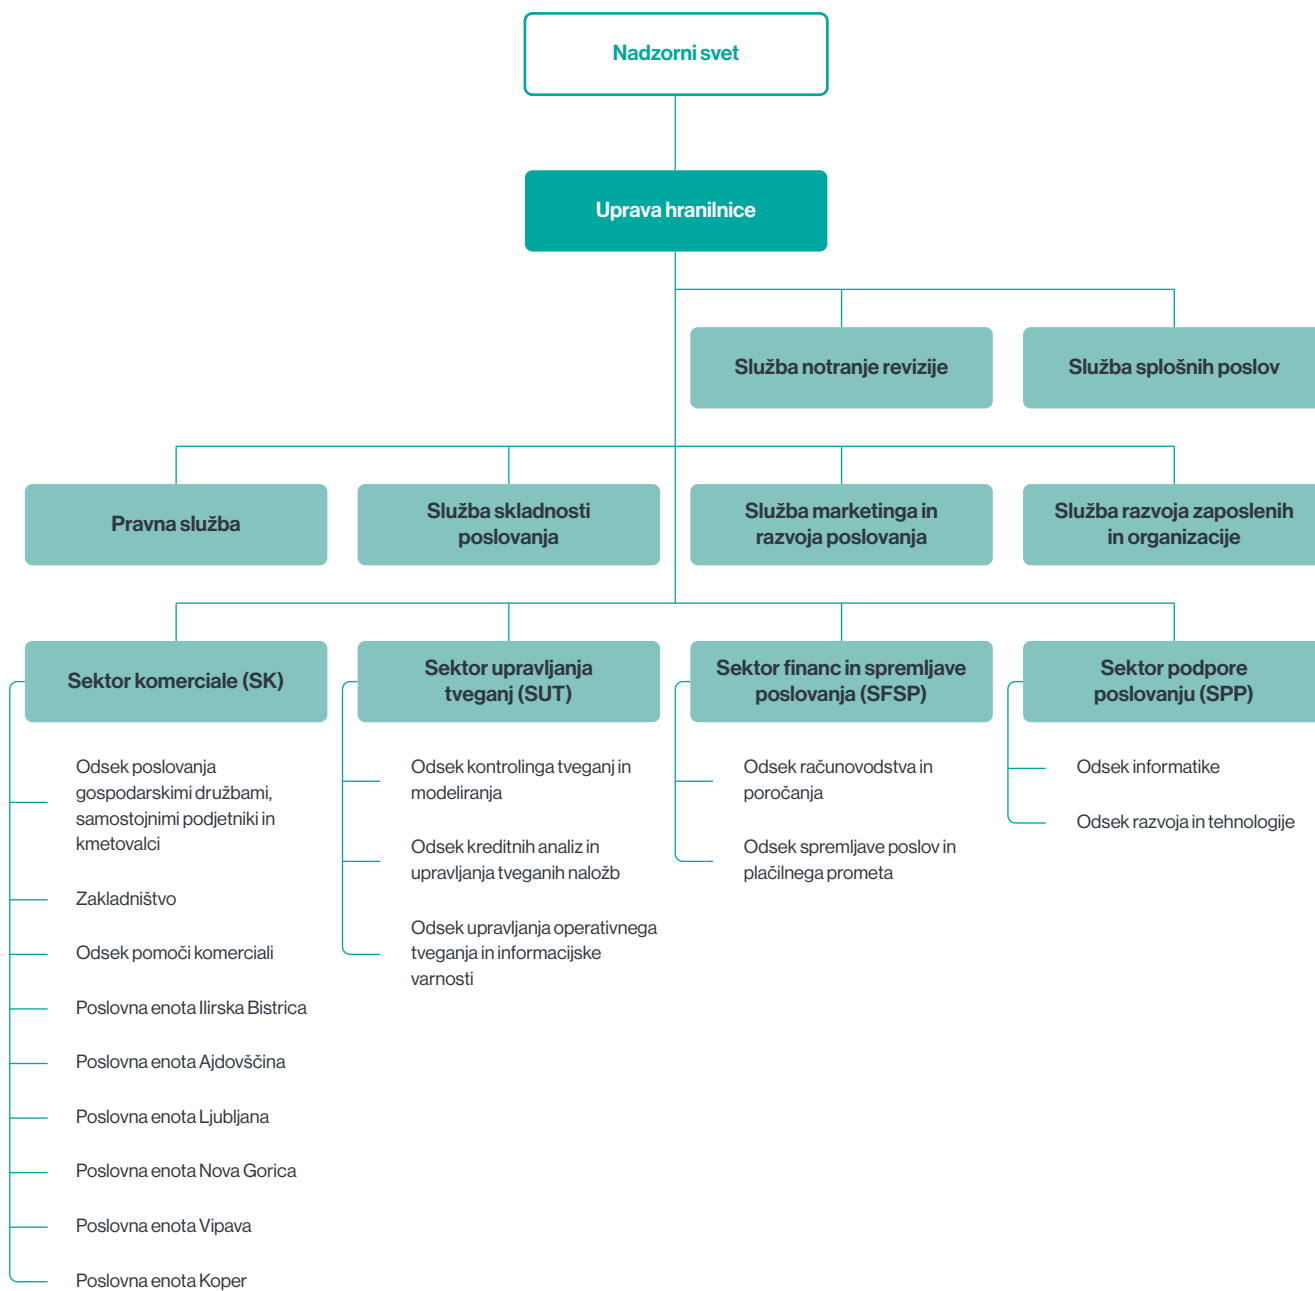 Nadzorni svet
Uprava hranilnice
Služba notranje revizije
Služba splošnih poslov
Pravna služba
Služba skladnosti
poslovanja
Služba marketinga in
razvoja poslovanja
Služba razvoja zaposlenih
in organizacije
Sektor komerciale (SK)
Odsek poslovanja
gospodarskimi družbami,
samostojnimi podjetniki in
kmetovalci
Zakladništvo
Odsek pomoči komerciali
Poslovna enota Ilirska Bistrica
Poslovna enota Ajdovščina
Poslovna enota Ljubljana
Poslovna enota Nova Gorica
Poslovna enota Vipava
Poslovna enota Koper
Sektor upravljanja
tveganj (SUT)
Odsek kontrolinga tveganj in
modeliranja
Odsek kreditnih analiz in
upravljanja tveganih naložb
Odsek upravljanja operativnega
tveganja in informacijske
varnosti
Sektor financ in spremljave
poslovanja (SFSP)
Odsek računovodstva in
poročanja
Odsek spremljave poslov in
plačilnega prometa
Sektor podpore
poslovanju (SPP)
Odsek informatike
Odsek razvoja in tehnologije